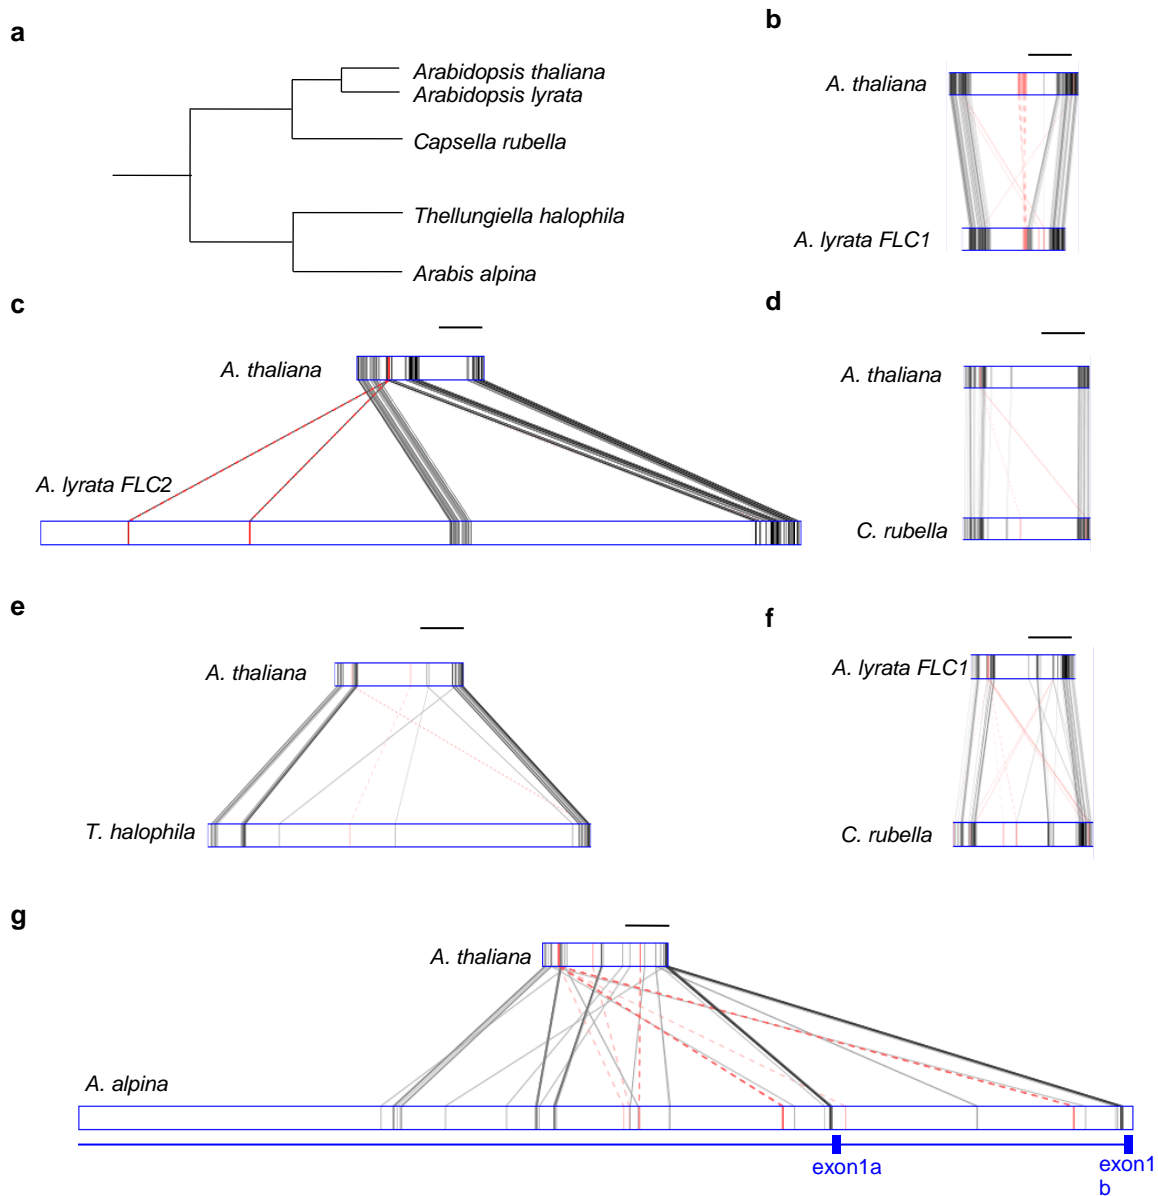 a
Arabidopsis thaliana
Arabidopsis lyrata
Capsella rubella
Thellungiella halophila
Arabis alpina
b
A. thaliana
A. lyrata FLC1
c
A. thaliana
A. lyrata FLC2
d
A. thaliana
C. rubella
e
A. thaliana
T. halophila
f
A. lyrata FLC1
C. rubella
g
A. thaliana
A. alpina
exon1a
exon1
b